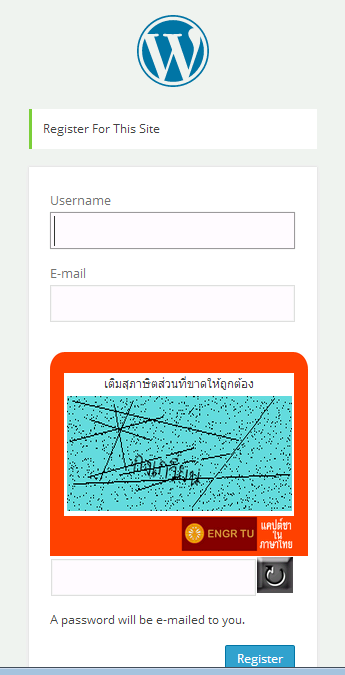 Register For This Site
Username
E-mail
เติมสุภาษิตส่วนที่ขาดให้ถูกต้อง
ENGR TU
แคปต์ชา
ใน
ภาษาไทย
A password will be e-mailed to you.
Register